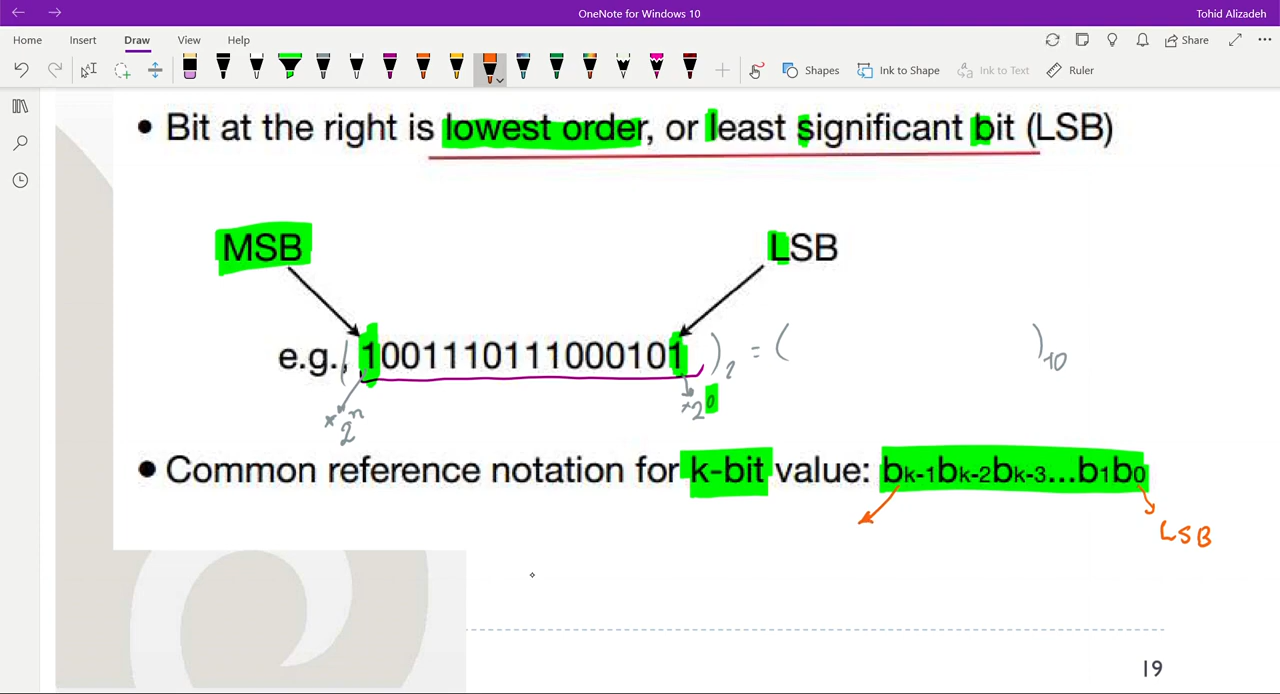 OneNote for Windows 10
Tohid Alizadeh
Home Insert Draw View Help
Share
Shapes Ink to Shape Ink to Text Ruler
• Bit at the right is lowest order, or least significant bit (LSB)
MSB LSB
e.g., (1001110111000101)2 = ( )10
×2n ×20
• Common reference notation for k-bit value: bk-1bk-2bk-3...b1b0
LSB
19